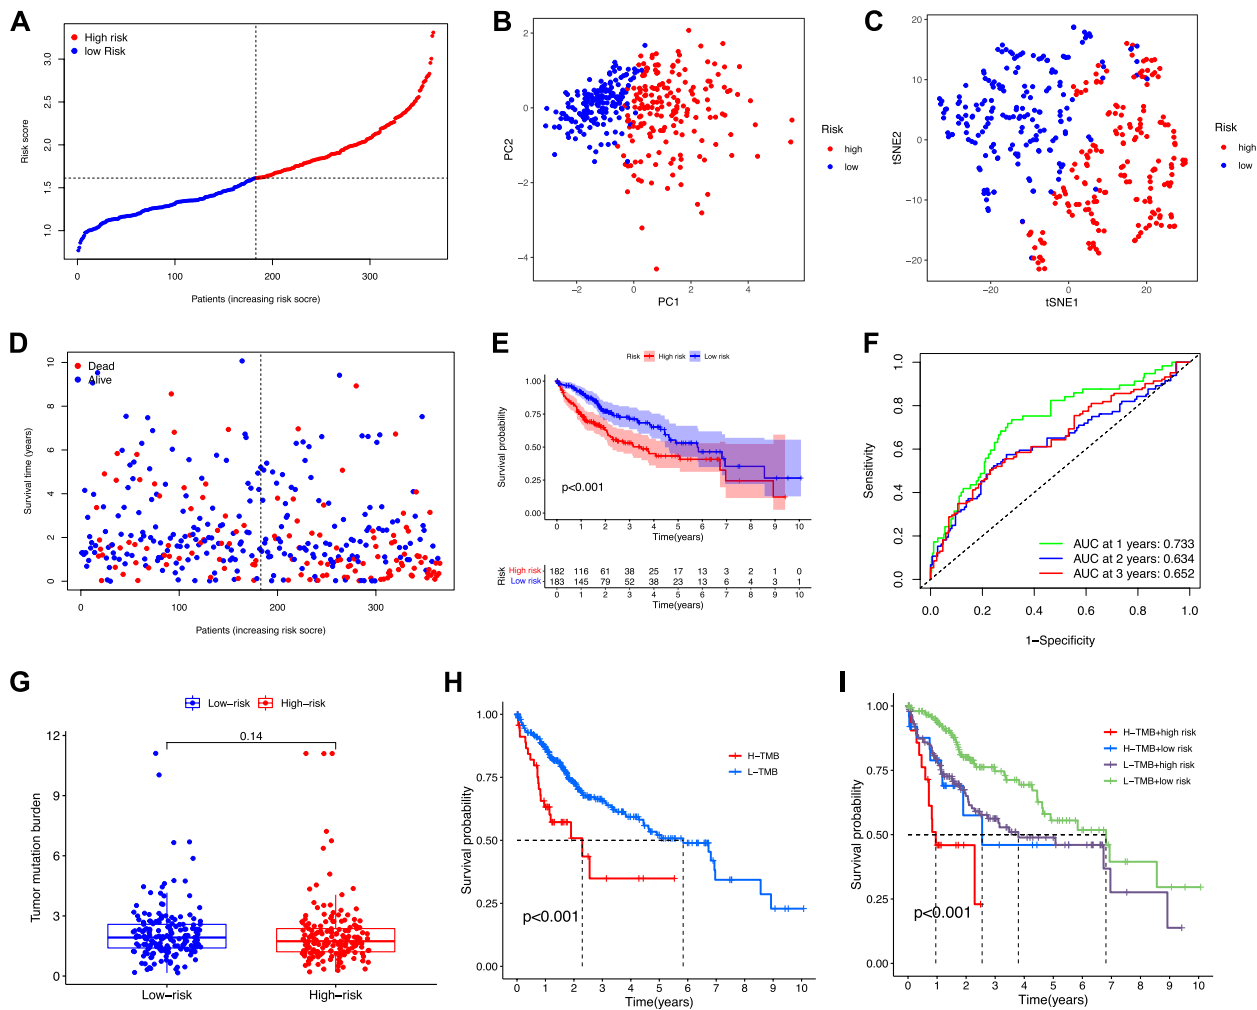 A
High risk
low Risk
Risk score
3.0
2.5
2.0
1.5
1.0
0
100
200
300
Patients (increasing risk socre)
B
PC2
2
0
−2
−4
−2
0
2
4
PC1
Risk
high
low
C
tSNE2
20
10
0
−10
−20
−20
0
20
tSNE1
Risk
high
low
D
Dead
Alive
Survival time (years)
10
8
6
4
2
0
0
100
200
300
Patients (increasing risk socre)
E
Risk High risk Low risk
Survival probability
1.00
0.75
0.50
0.25
0.00
p<0.001
0 1 2 3 4 5 6 7 8 9 10
Time(years)
Risk
High risk 182 116 61 38 25 17 13 3 2 1 0
Low risk 183 145 79 52 38 23 13 6 4 3 1
0 1 2 3 4 5 6 7 8 9 10
Time(years)
F
Sensitivity
1.0
0.8
0.6
0.4
0.2
0.0
AUC at 1 years: 0.733
AUC at 2 years: 0.634
AUC at 3 years: 0.652
0.0 0.2 0.4 0.6 0.8 1.0
1−Specificity
G
Low−risk High−risk
Tumor mutation burden
12
9
6
3
0
0.14
Low−risk
High−risk
H
Survival probability
1.00
0.75
0.50
0.25
0.00
H−TMB
L−TMB
p<0.001
0 1 2 3 4 5 6 7 8 9 10
Time(years)
I
Survival probability
1.00
0.75
0.50
0.25
0.00
H−TMB+high risk
H−TMB+low risk
L−TMB+high risk
L−TMB+low risk
p<0.001
0 1 2 3 4 5 6 7 8 9 10
Time(years)